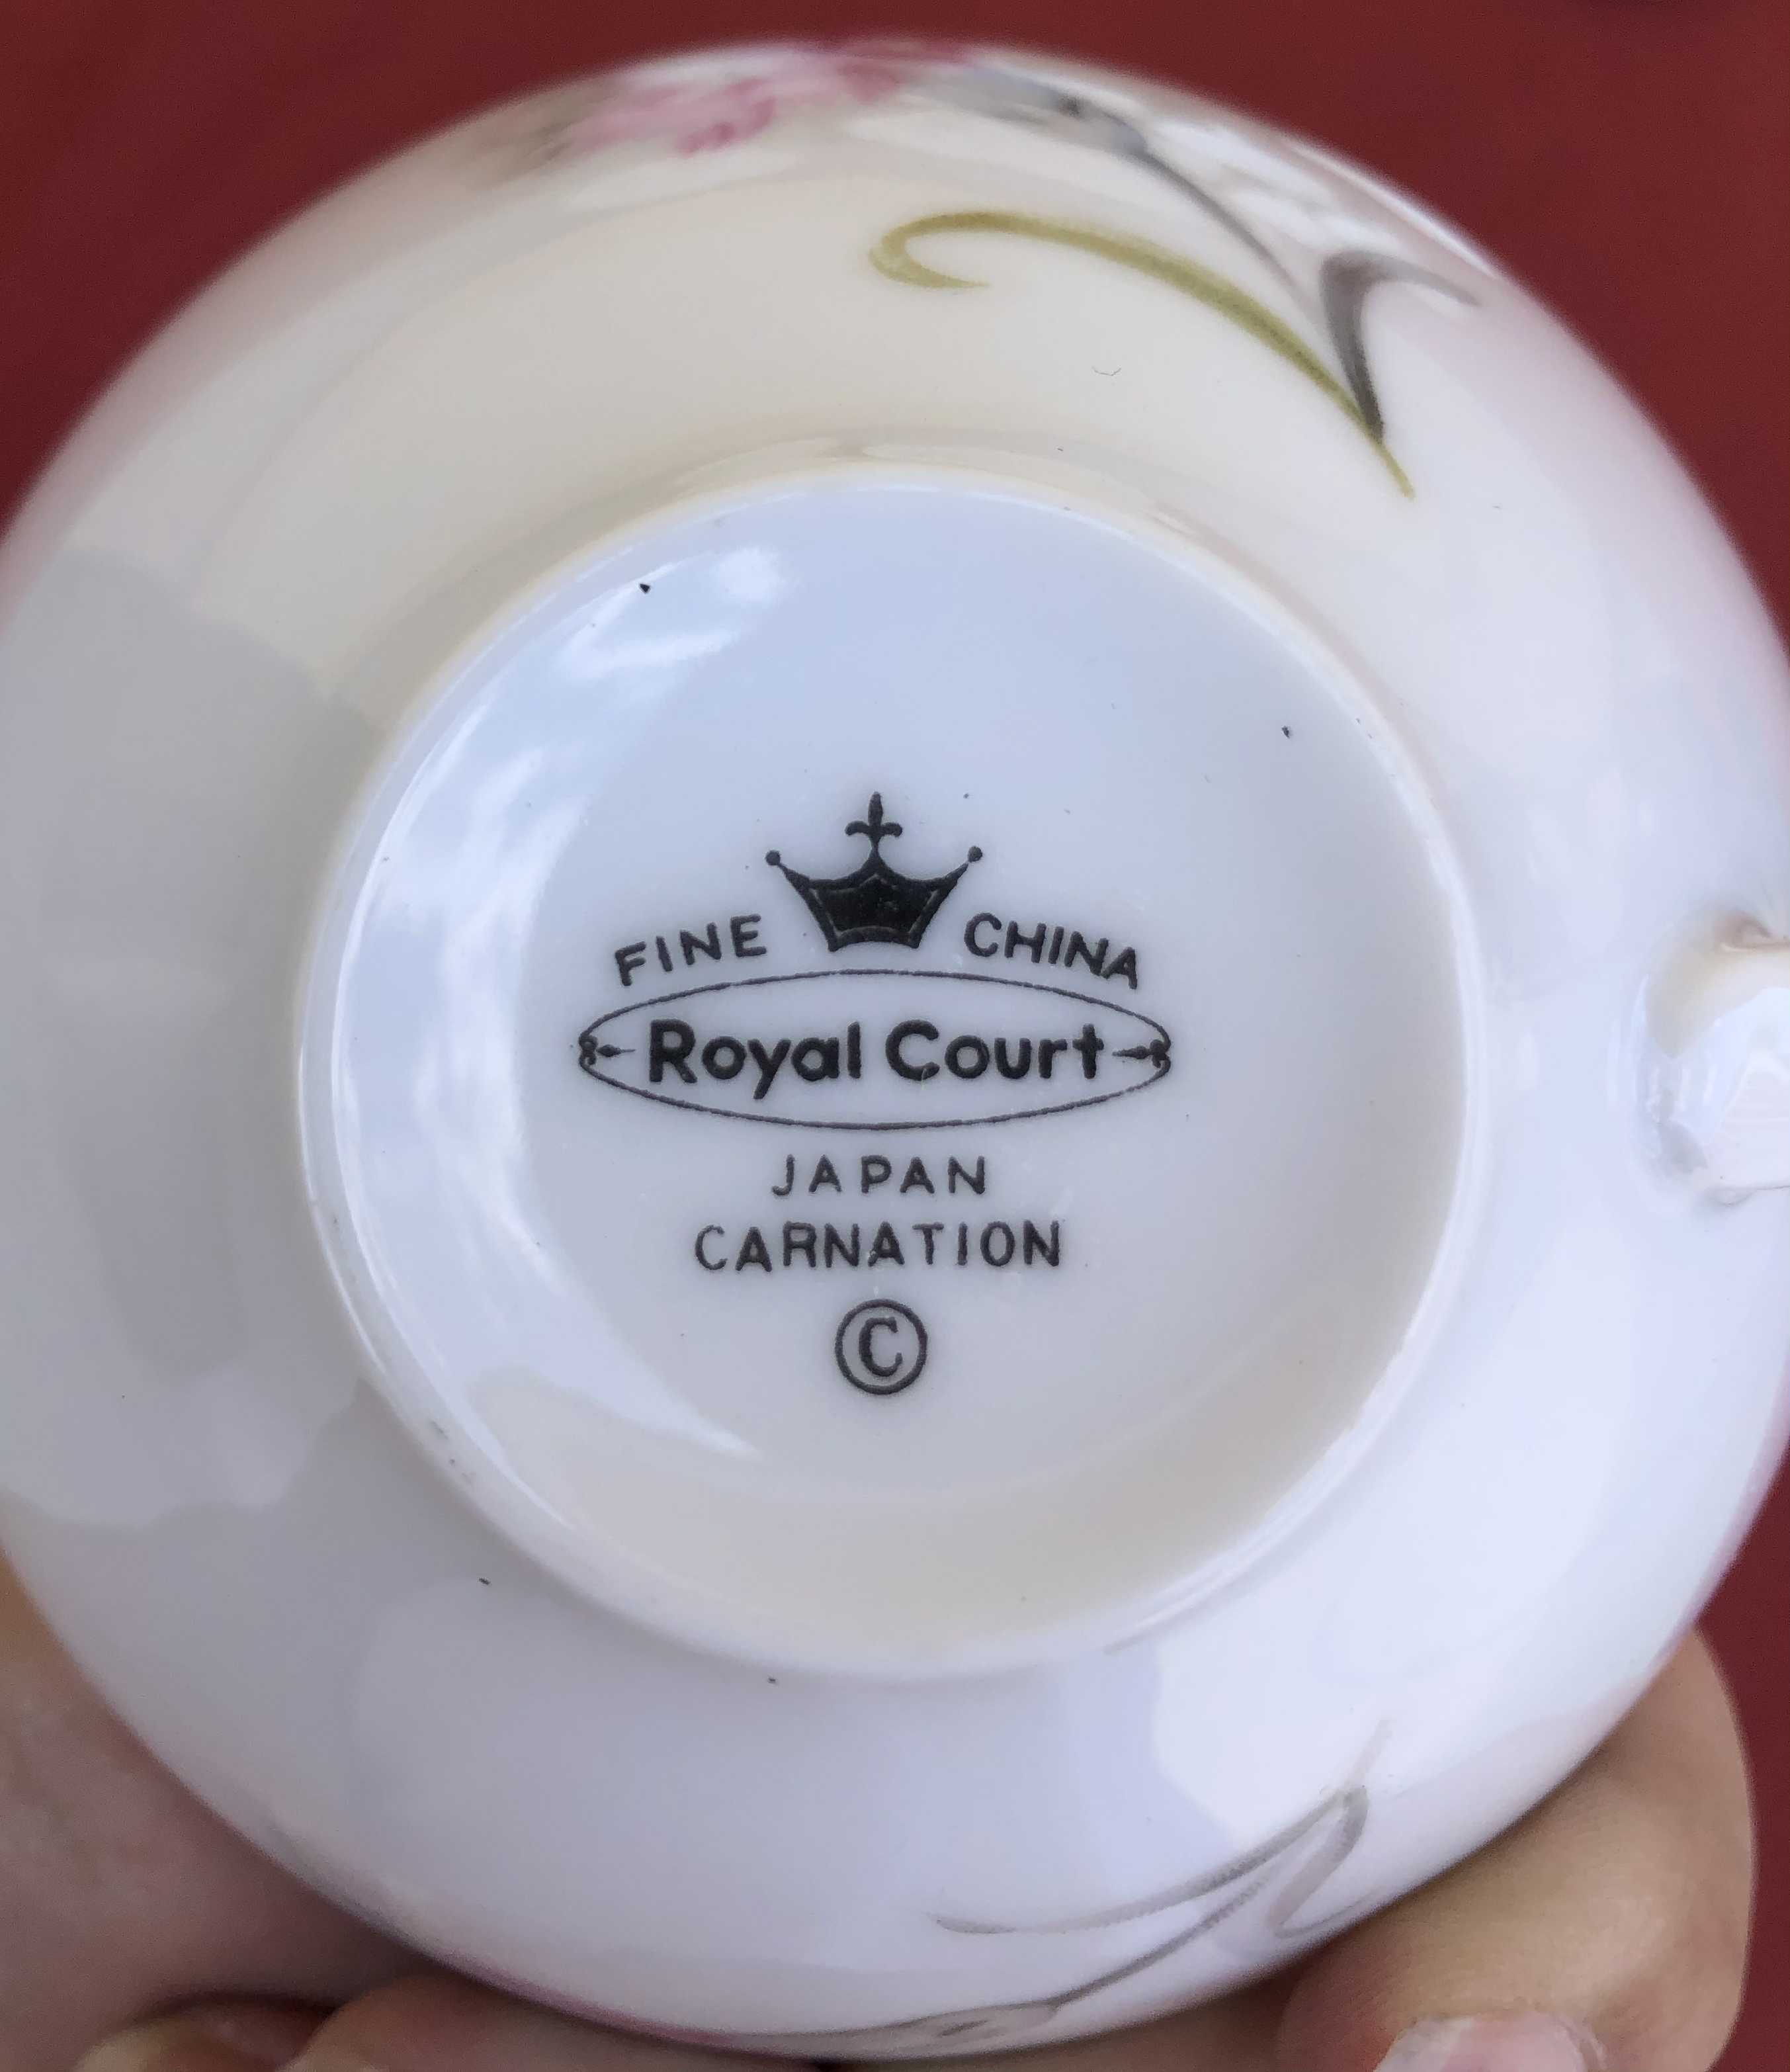 FINE CHINA
Royal Court
JAPAN
CARNATION
©